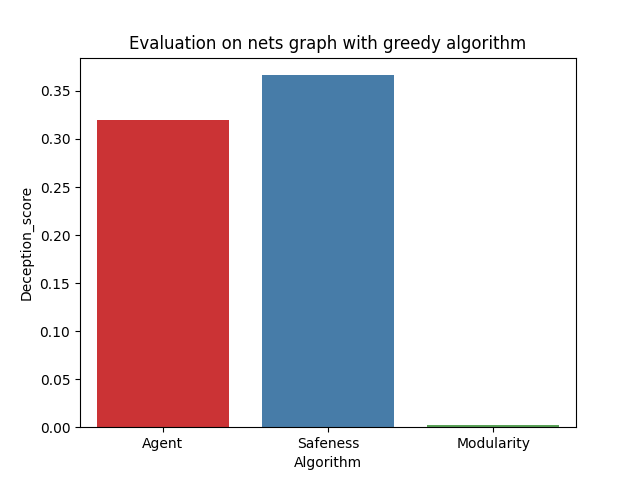 Evaluation on nets graph with greedy algorithm
Deception_score
0.35
0.30
0.25
0.20
0.15
0.10
0.05
0.00
Agent
Safeness
Modularity
Algorithm